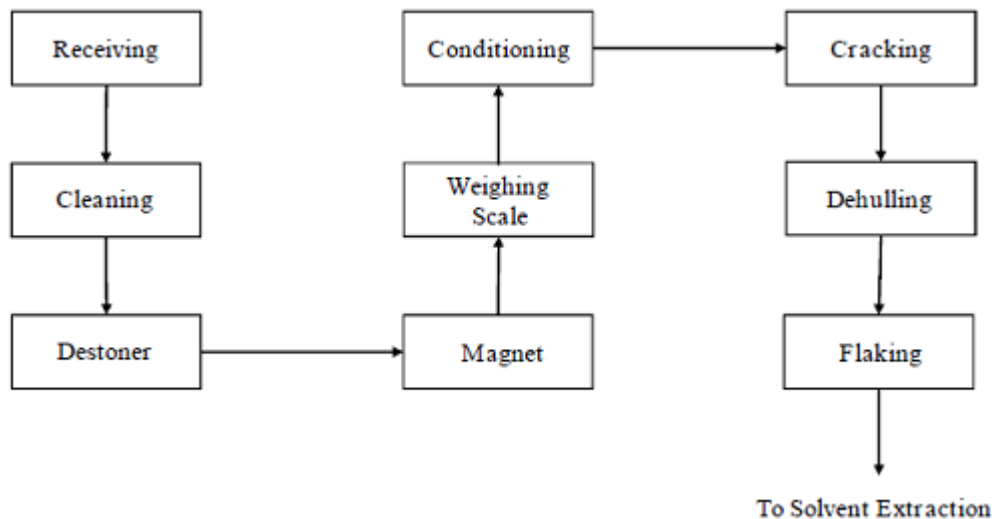 Receiving
Cleaning
Destoner
Magnet
Weighing
Scale
Conditioning
Cracking
Dehulling
Flaking
To Solvent Extraction